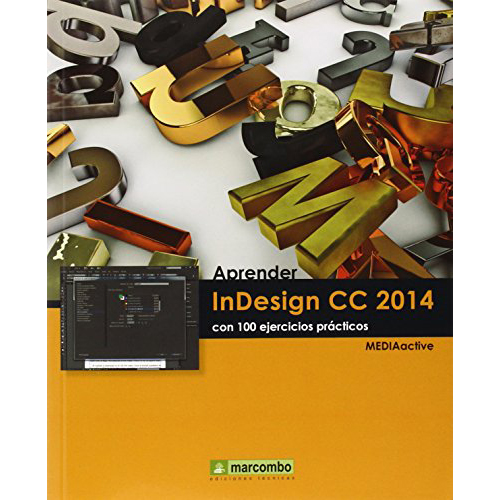 Aprender
InDesign CC 2014
con 100 ejercicios prácticos
MEDIAactive
marcombo
ediciones técnicas